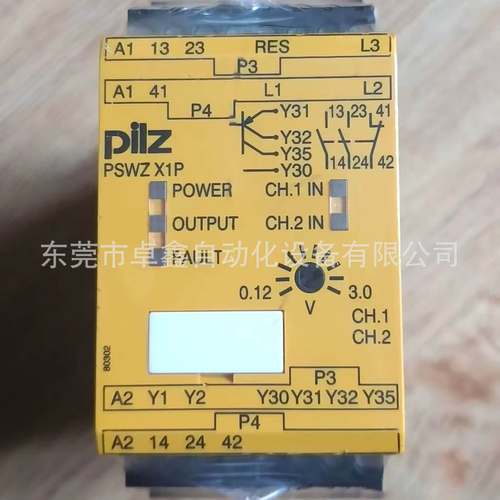 A1 13 23 RES L3
P3
A1 41 L1 L2
P4
pilz
PSWZ X1P
Y31
Y32
Y35
Y30
13 23 41
14 24 42
POWER CH.1 IN
OUTPUT CH.2 IN
东莞市卓鑫自动化设备有限公司
FAULT
0.12 3.0
V
CH.1
CH.2
80302
P3
A2 Y1 Y2 Y30 Y31 Y32 Y35
P4
A2 14 24 42